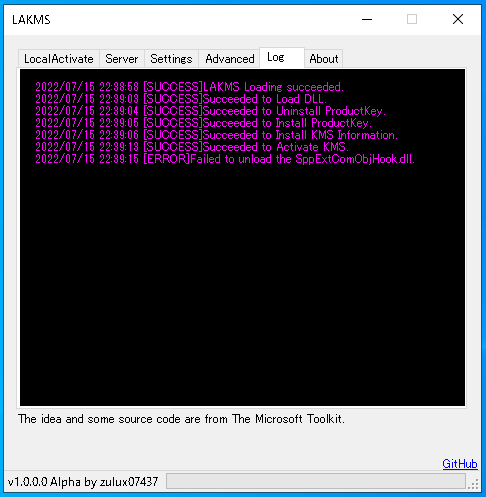 LAKMS
LocalActivate Server Settings Advanced Log About
2022/07/15 22:38:58 [SUCCESS]LAKMS Loading succeeded.
2022/07/15 22:39:03 [SUCCESS]Succeeded to Load DLL.
2022/07/15 22:39:04 [SUCCESS]Succeeded to Uninstall ProductKey.
2022/07/15 22:39:05 [SUCCESS]Succeeded to Install ProductKey.
2022/07/15 22:39:06 [SUCCESS]Succeeded to Install KMS Information.
2022/07/15 22:39:13 [SUCCESS]Succeeded to Activate KMS.
2022/07/15 22:39:15 [ERROR]Failed to unload the SppExtComObjHook.dll.
The idea and some source code are from The Microsoft Toolkit.
GitHub
v1.0.0.0 Alpha by zulux07437